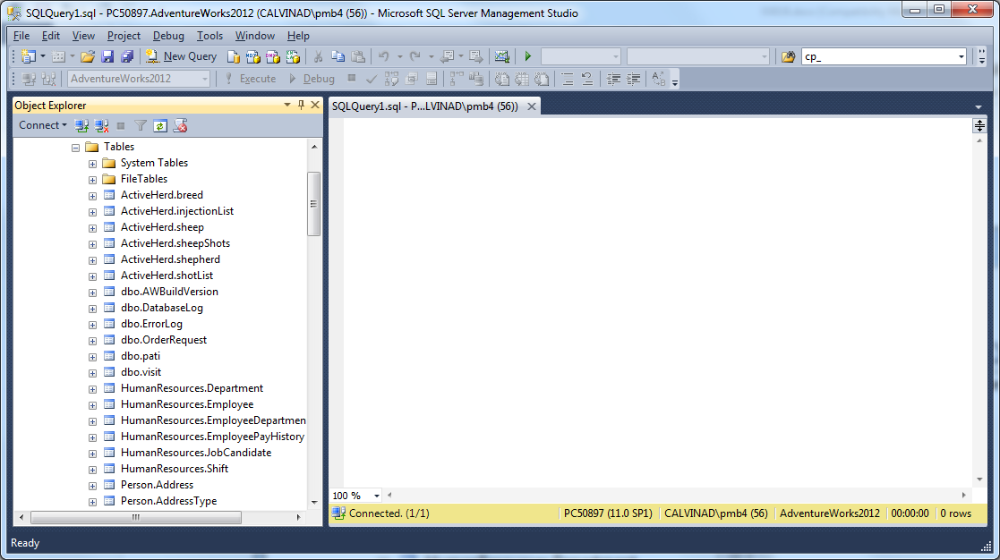 SQLQuery1.sql - PC50897.AdventureWorks2012 (CALVINAD\pmb4 (56)) - Microsoft SQL Server Management Studio
File Edit View Project Debug Tools Window Help
New Query cp_
AdventureWorks2012 Execute Debug
Object Explorer
Connect
Tables
System Tables
FileTables
ActiveHerd.breed
ActiveHerd.injectionList
ActiveHerd.sheep
ActiveHerd.sheepShots
ActiveHerd.shepherd
ActiveHerd.shotList
dbo.AWBuildVersion
dbo.DatabaseLog
dbo.ErrorLog
dbo.OrderRequest
dbo.pati
dbo.visit
HumanResources.Department
HumanResources.Employee
HumanResources.EmployeeDepartmen
HumanResources.EmployeePayHistory
HumanResources.JobCandidate
HumanResources.Shift
Person.Address
Person.AddressType
SQLQuery1.sql - P...LVINAD\pmb4 (56))
100 %
Connected. (1/1) PC50897 (11.0 SP1) CALVINAD\pmb4 (56) AdventureWorks2012 00:00:00 0 rows
Ready